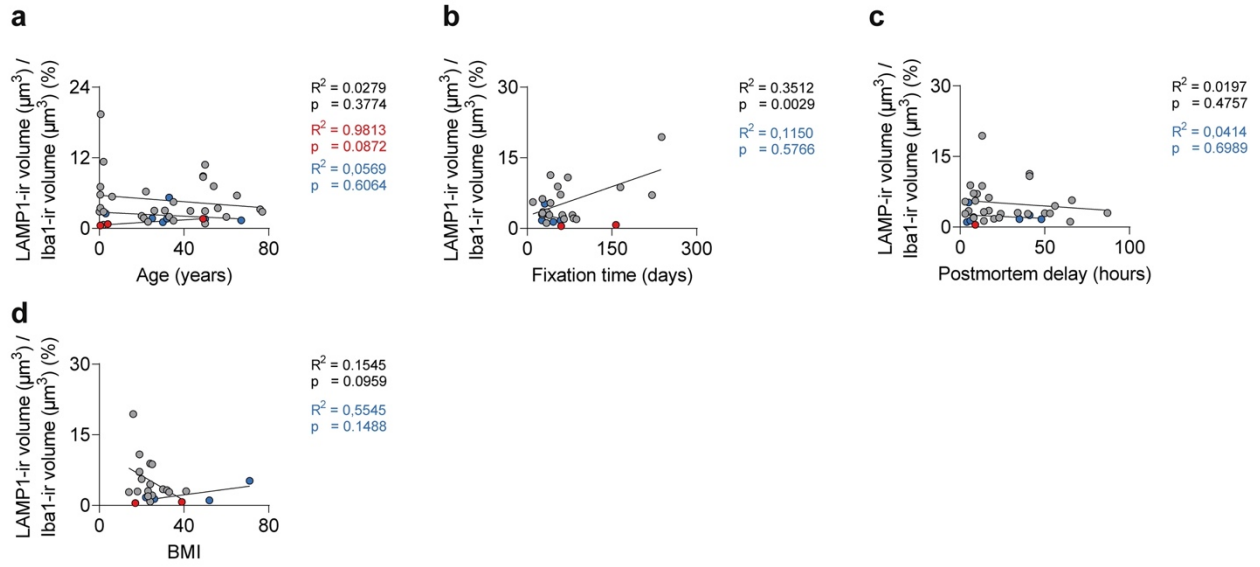 a
LAMP1-ir volume (µm³) /
Iba1-ir volume (µm³) (%)
24
12
0
0
40
80
Age (years)
R² = 0.0279
p = 0.3774
R² = 0.9813
p = 0.0872
R² = 0,0569
p = 0.6064
b
LAMP1-ir volume (µm³) /
Iba1-ir volume (µm³) (%)
30
15
0
0
150
300
Fixation time (days)
R² = 0.3512
p = 0.0029
R² = 0,1150
p = 0.5766
c
LAMP-ir volume (µm³) /
Iba1-ir volume (µm³) (%)
30
15
0
0
50
100
Postmortem delay (hours)
R² = 0.0197
p = 0.4757
R² = 0,0414
p = 0.6989
d
LAMP1-ir volume (µm³) /
Iba1-ir volume (µm³) (%)
30
15
0
0
40
80
BMI
R² = 0.1545
p = 0.0959
R² = 0,5545
p = 0.1488